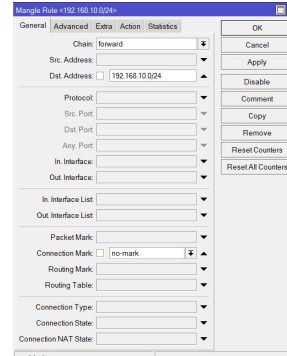 Mangle Rule <192.168.10.0/24>
General Advanced Extra Action Statistics
Chain: forward
Src. Address:
Dst. Address: 192.168.10.0/24
Protocol:
Src. Port:
Dst. Port:
Any. Port:
In. Interface:
Out. Interface:
In. Interface List:
Out. Interface List:
Packet Mark:
Connection Mark: no-mark
Routing Mark:
Routing Table:
Connection Type:
Connection State:
Connection NAT State:
OK
Cancel
Apply
Disable
Comment
Copy
Remove
Reset Counters
Reset All Counters